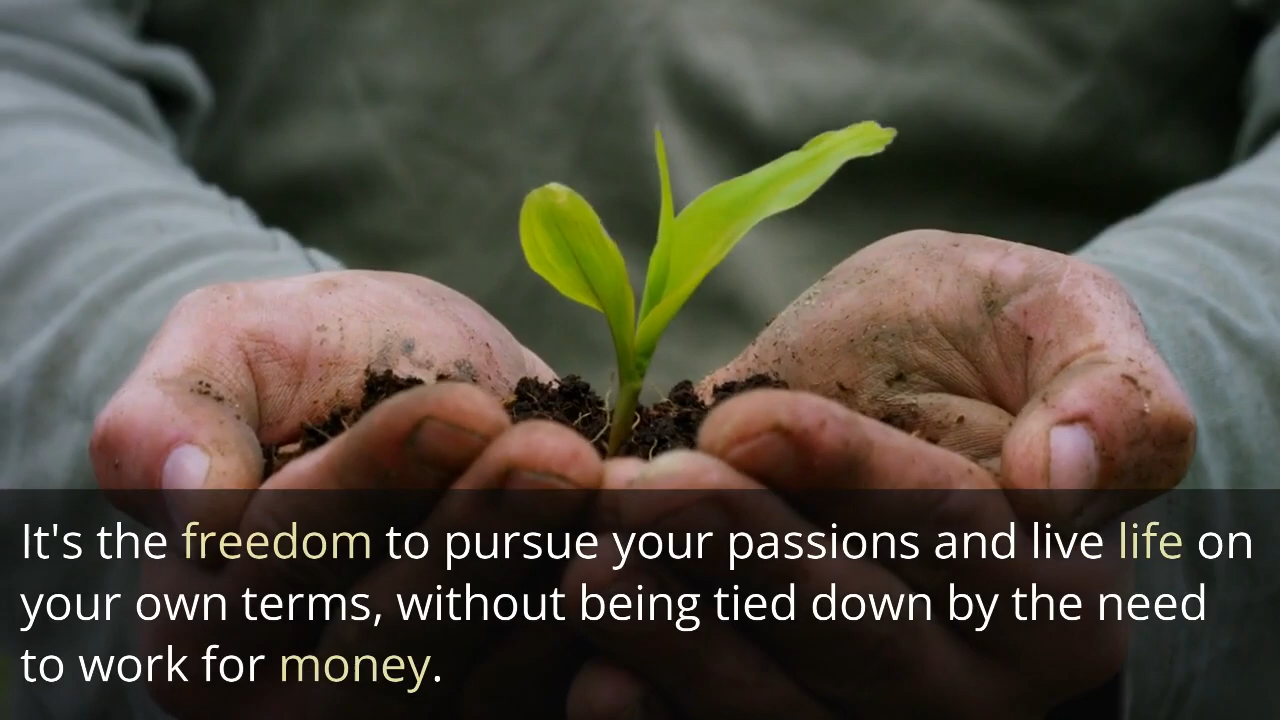 It's the freedom to pursue your passions and live life on
your own terms, without being tied down by the need
to work for money.